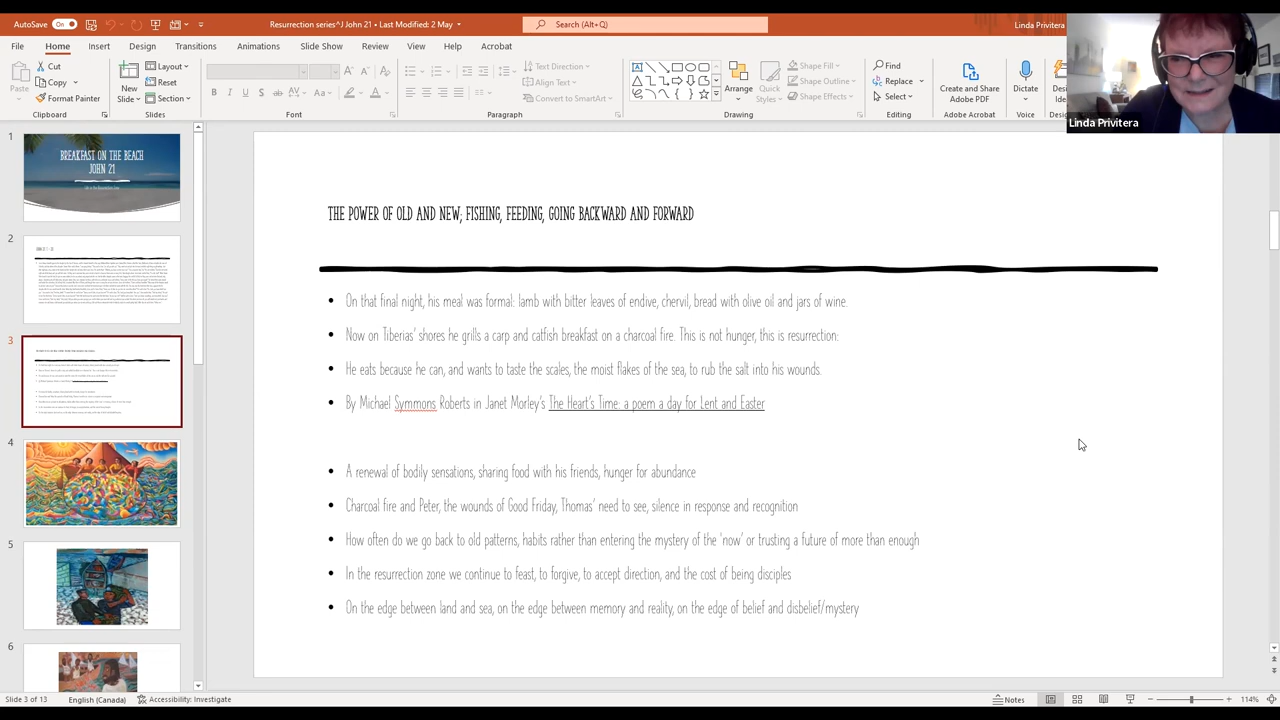 AutoSave On
Resurrection series^J John 21 • Last Modified: 2 May
Search (Alt+Q)
Linda Privitera
File Home Insert Design Transitions Animations Slide Show Review View Help Acrobat
Paste
Cut
Copy
Format Painter
Clipboard
New Slide
Layout
Reset
Section
Slides
B I U S ab AV Aa A
Font
Text Direction
Align Text
Convert to SmartArt
Paragraph
Arrange
Quick Styles
Shape Fill
Shape Outline
Shape Effects
Drawing
Find
Replace
Select
Editing
Create and Share Adobe PDF
Adobe Acrobat
Dictate
Voice
Linda Privitera
1
BREAKFAST ON THE BEACH
JOHN 21
2
3
4
5
6
THE POWER OF OLD AND NEW; FISHING, FEEDING, GOING BACKWARD AND FORWARD
• On that final night, his meal was formal: lamb with bitter leaves of endive, chervil, bread with olive oil and jars of wine.
• Now on Tiberias' shores he grills a carp and catfish breakfast on a charcoal fire. This is not hunger, this is resurrection:
• He eats because he can, and wants to taste the scales, the moist flakes of the sea, to rub the salt into his wounds.
• By Michael Symmons Roberts in Janet Morley's The Heart's Time: a poem a day for Lent and Easter
• A renewal of bodily sensations, sharing food with his friends, hunger for abundance
• Charcoal fire and Peter, the wounds of Good Friday, Thomas' need to see, silence in response and recognition
• How often do we go back to old patterns, habits rather than entering the mystery of the 'now' or trusting a future of more than enough
• In the resurrection zone we continue to feast, to forgive, to accept direction, and the cost of being disciples
• On the edge between land and sea, on the edge between memory and reality, on the edge of belief and disbelief/mystery
Slide 3 of 13
English (Canada)
Accessibility: Investigate
Notes
114%